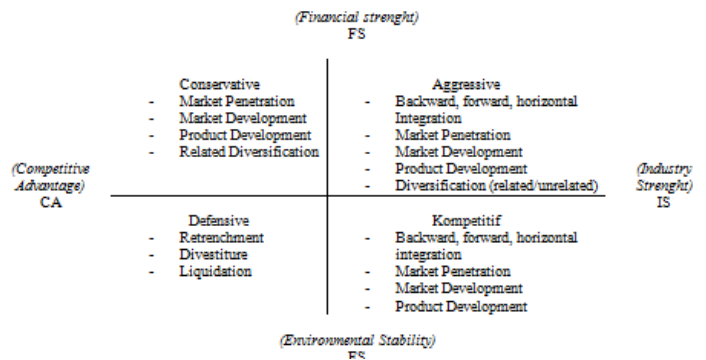 (Financial strenght)
FS
Conservative
- Market Penetration
- Market Development
- Product Development
- Related Diversification
Aggressive
- Backward, forward, horizontal
Integration
- Market Penetration
- Market Development
- Product Development
- Diversification (related/unrelated)
(Competitive
Advantage)
CA
(Industry
Strenght)
IS
Defensive
- Retrenchment
- Divestiture
- Liquidation
Kompetitif
- Backward, forward, horizontal
integration
- Market Penetration
- Market Development
- Product Development
(Environmental Stability)
ES